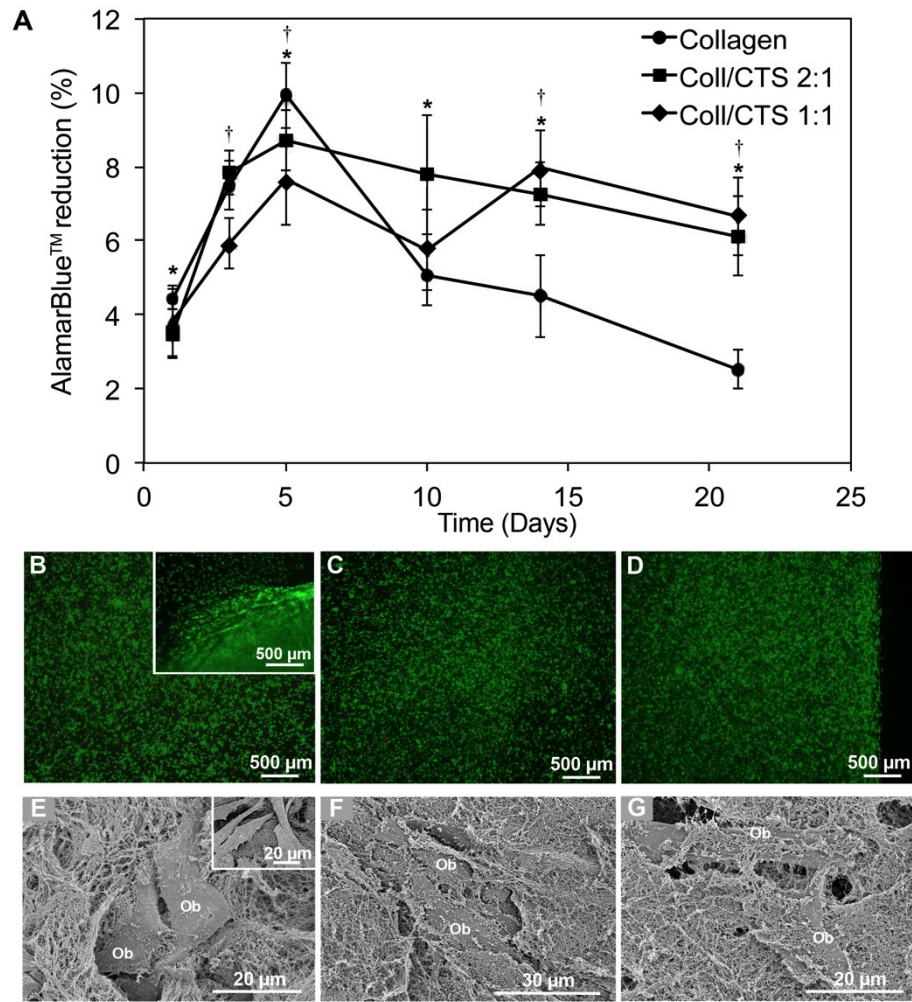 A
AlamarBlue™ reduction (%)
12
10
8
6
4
2
0
0 5 10 15 20 25
Time (Days)
Collagen
Coll/CTS 2:1
Coll/CTS 1:1
*
†
†
*
*
†
*
†
*
B
500 µm
500 µm
C
500 µm
D
500 µm
E
20 µm
Ob
Ob
20 µm
F
Ob
Ob
30 µm
G
Ob
Ob
20 µm